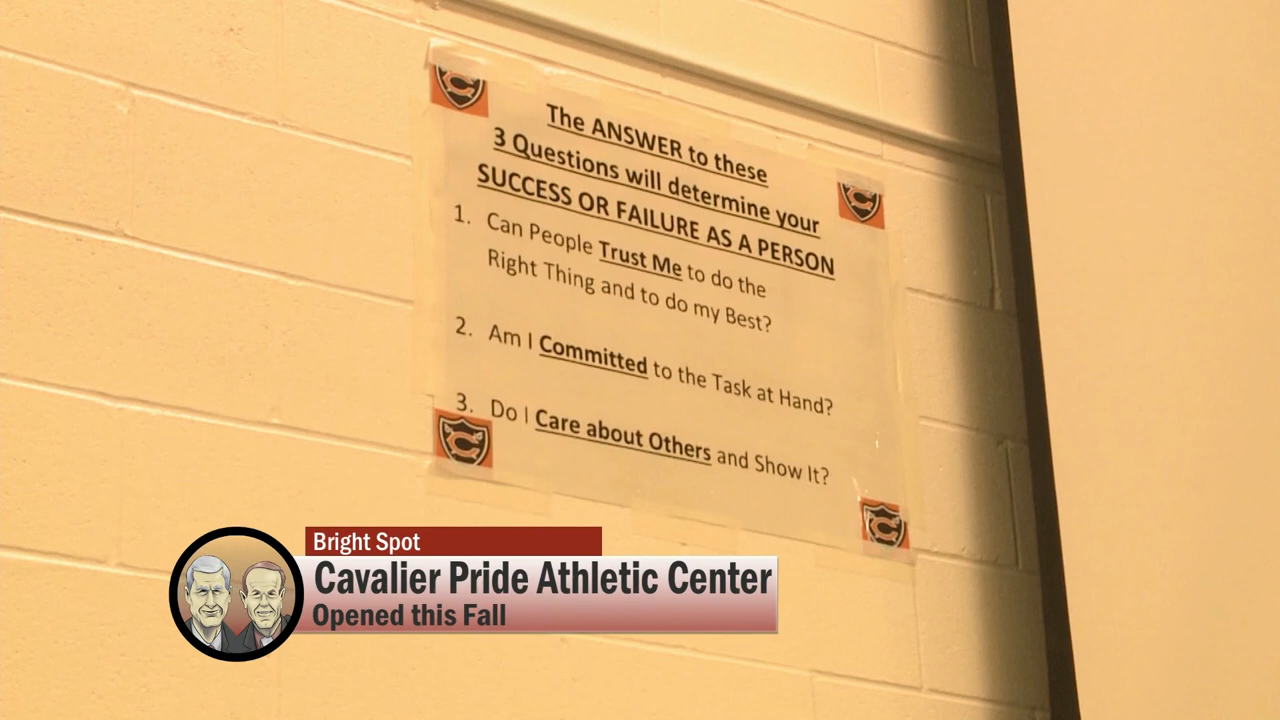 The ANSWER to these
3 Questions will determine your
SUCCESS OR FAILURE AS A PERSON
1. Can People Trust Me to do the
Right Thing and to do my Best?
2. Am I Committed to the Task at Hand?
3. Do I Care about Others and Show It?
Bright Spot
Cavalier Pride Athletic Center
Opened this Fall